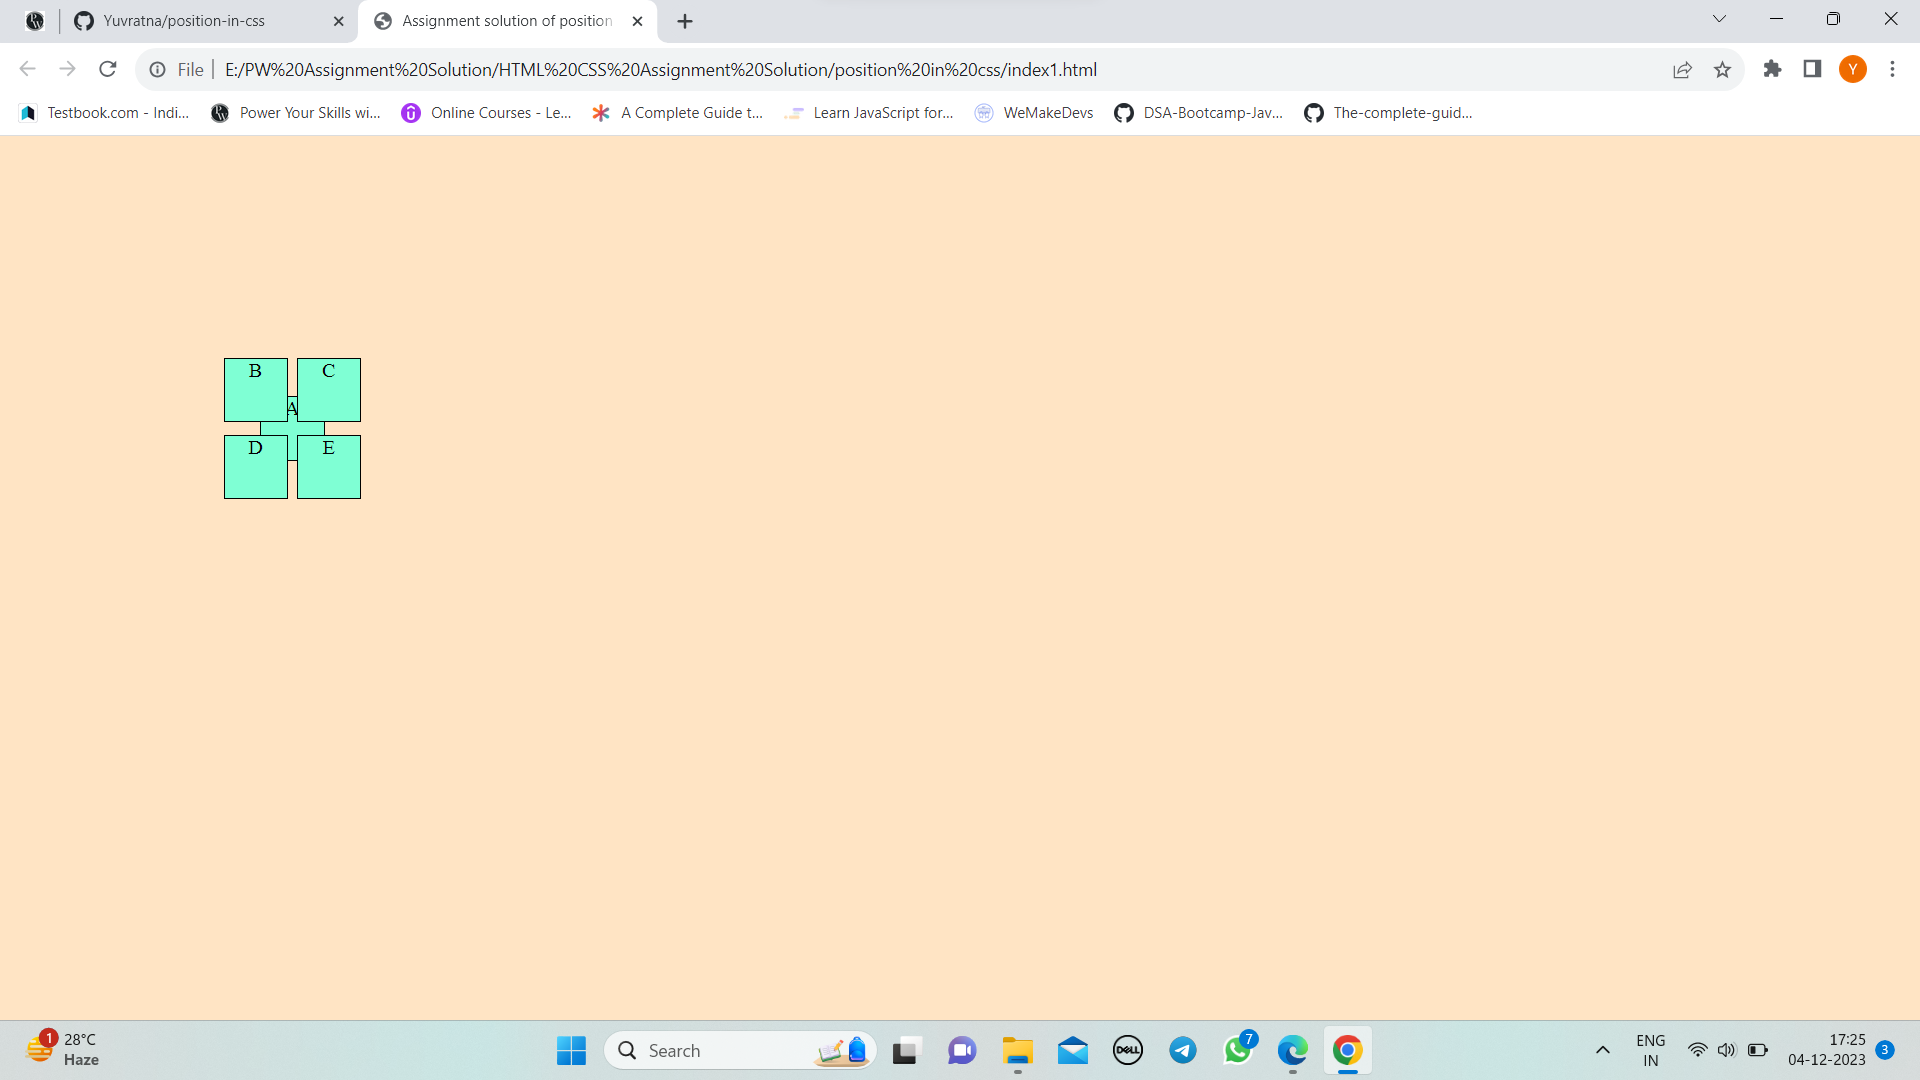 Yuvratna/position-in-css
Assignment solution of position
File
E:/PW%20Assignment%20Solution/HTML%20CSS%20Assignment%20Solution/position%20in%20css/index1.html
Y
Testbook.com - Indi...
Power Your Skills wi...
Online Courses - Le...
A Complete Guide t...
Learn JavaScript for...
WeMakeDevs
DSA-Bootcamp-Jav...
The-complete-guid...
B
C
A
D
E
1
28°C
Haze
Search
DELL
7
ENG
IN
17:25
04-12-2023
3